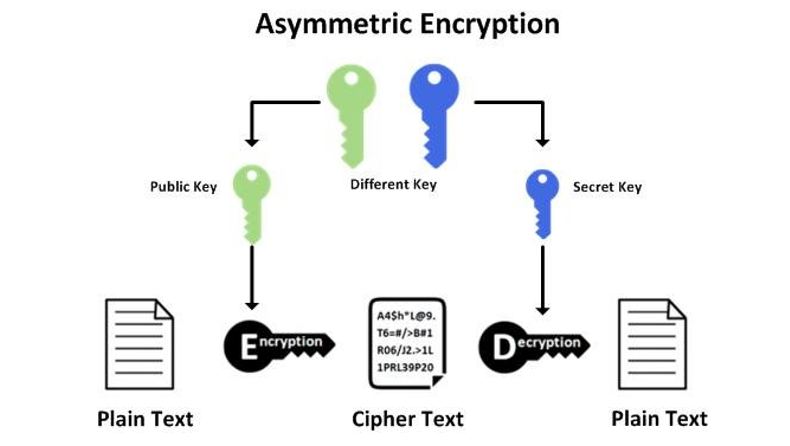 Asymmetric Encryption
Public Key
Different Key
Secret Key
Encryption
A4$h*L@9.
T6=#/>B#1
R06/J2.>1L
1PRL39P20
Decryption
Plain Text
Cipher Text
Plain Text